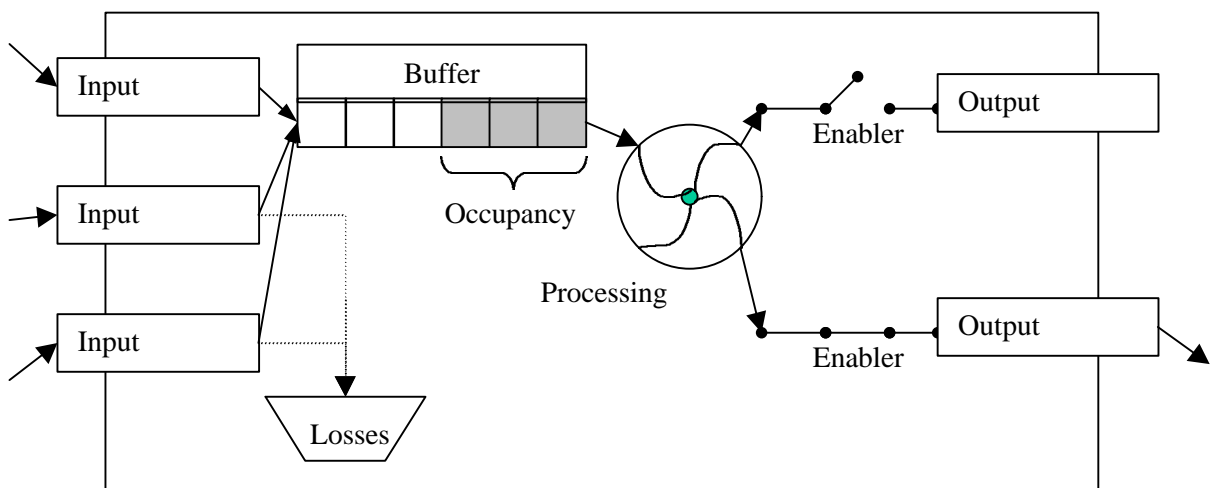 Input
Buffer
Output
Enabler
Input
Occupancy
Processing
Input
Output
Enabler
Losses